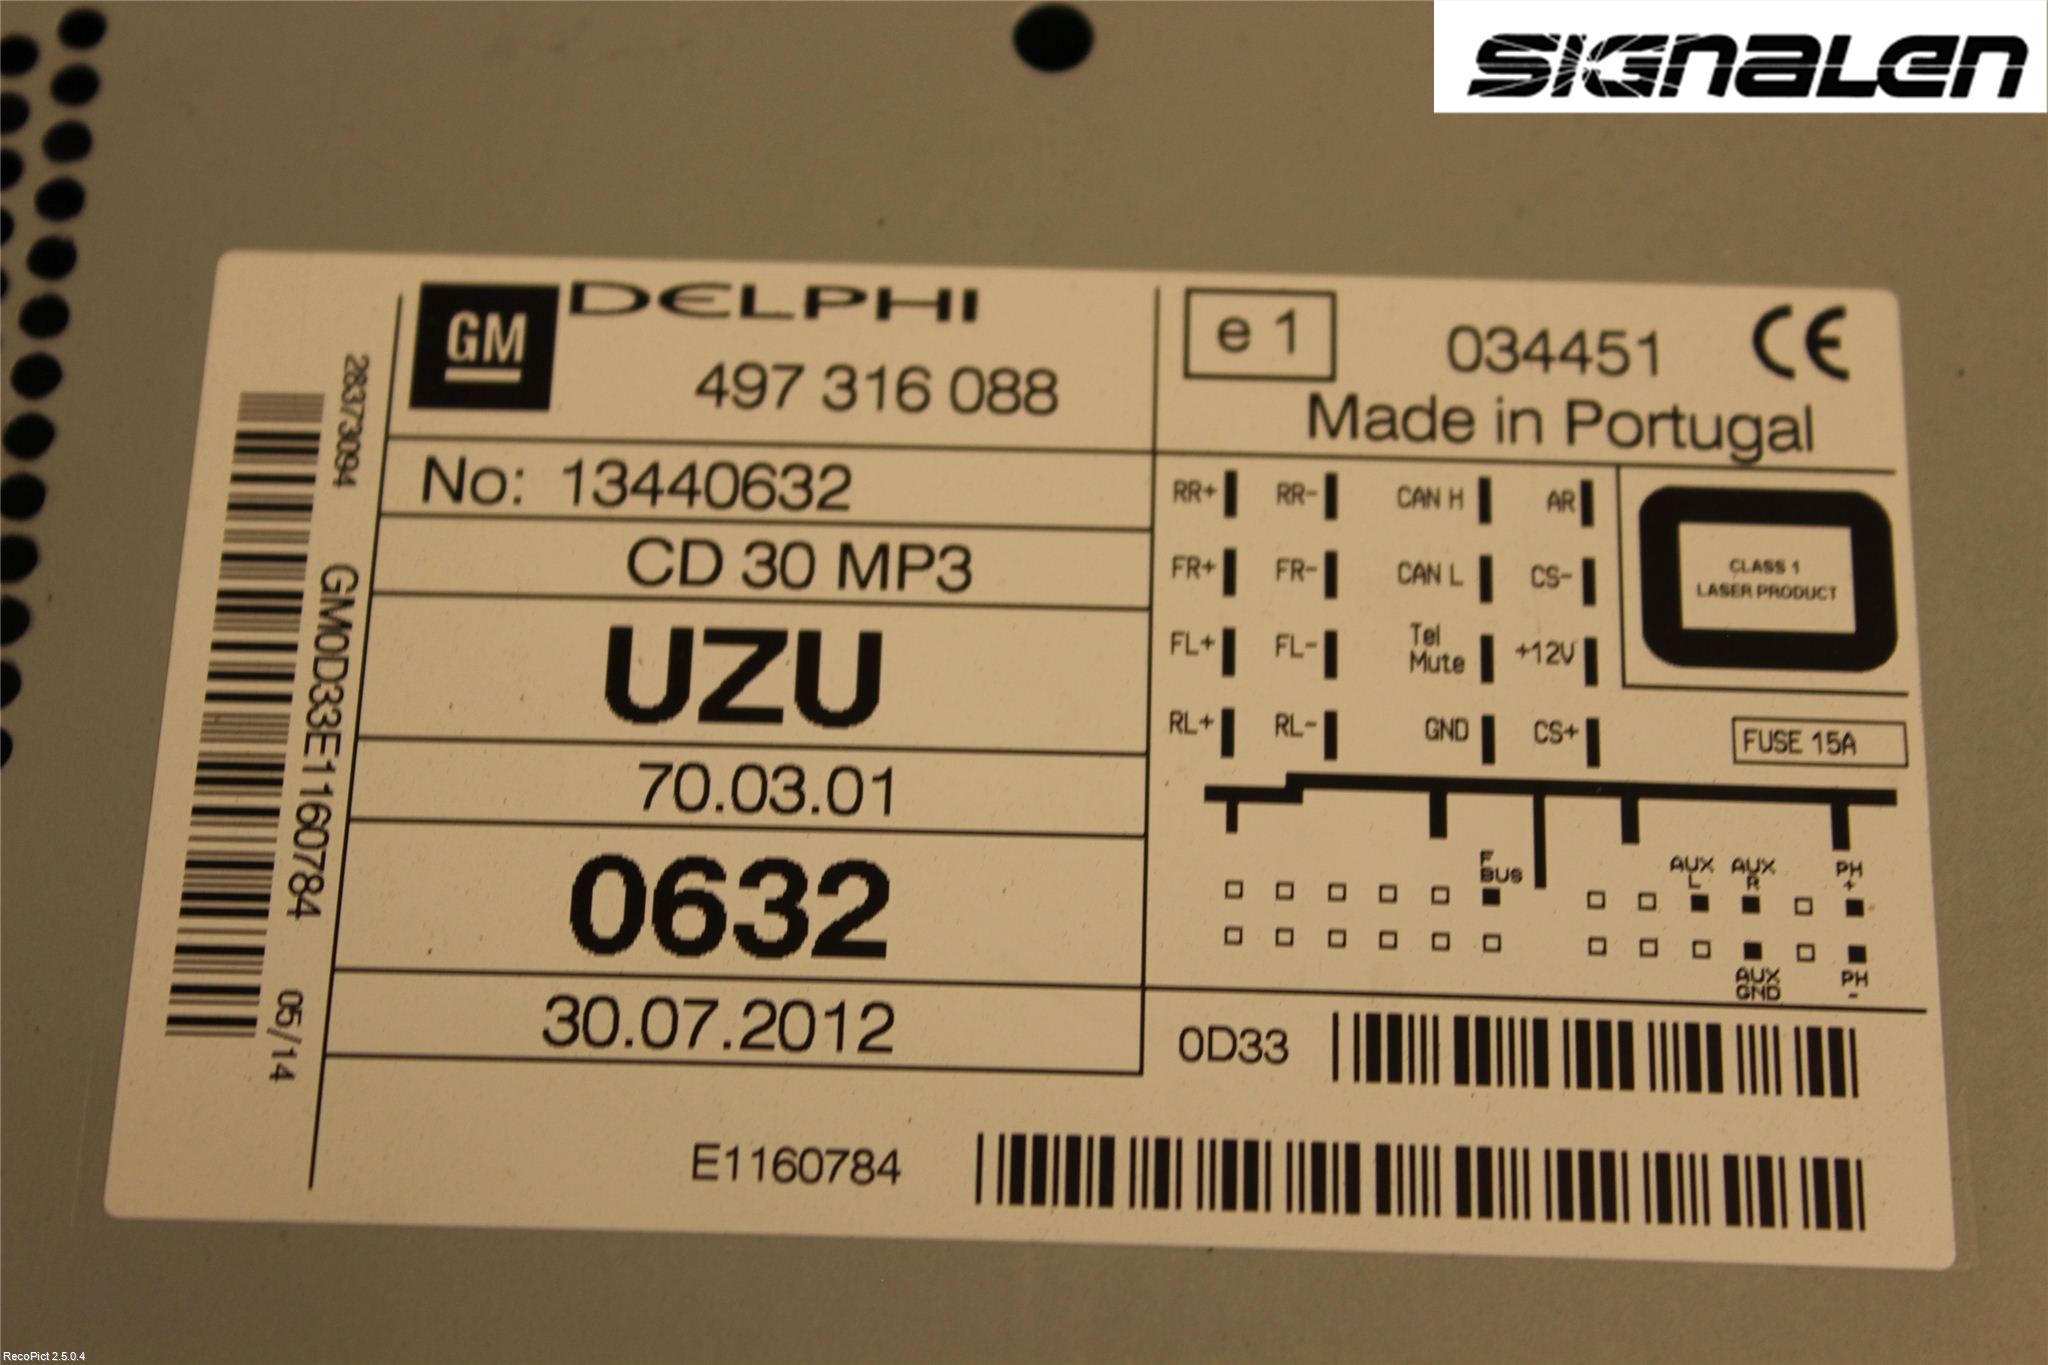 SIGNALEN
GM DELPHI
497 316 088
e 1
034451
CE
Made in Portugal
28373094
GM0D33E1160784
05/14
No: 13440632
CD 30 MP3
UZU
70.03.01
0632
30.07.2012
RR+ RR- CAN H AR
FR+ FR- CAN L CS-
FL+ FL- Tel Mute +12V
RL+ RL- GND CS+
CLASS 1
LASER PRODUCT
FUSE 15A
F BUS
AUX L
AUX R
PH +
AUX GND
PH -
0D33
E1160784
RecoPict 2.5.0.4